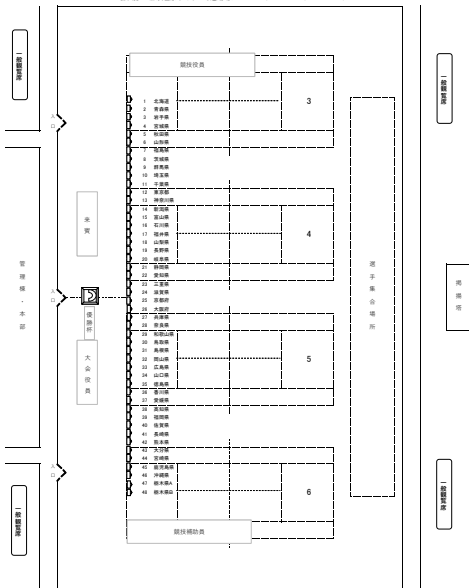 競技役員
一般観覧席
一般観覧席
入口
1 北海道
2 青森県
3 岩手県
4 宮城県
5 秋田県
6 山形県
7 福島県
8 茨城県
9 群馬県
10 埼玉県
11 千葉県
12 東京都
13 神奈川県
14 新潟県
15 富山県
16 石川県
17 福井県
18 山梨県
19 長野県
20 岐阜県
21 静岡県
22 愛知県
23 三重県
24 滋賀県
25 京都府
26 大阪府
27 兵庫県
28 奈良県
29 和歌山県
30 鳥取県
31 島根県
32 岡山県
33 広島県
34 山口県
35 徳島県
36 香川県
37 愛媛県
38 高知県
39 福岡県
40 佐賀県
41 長崎県
42 熊本県
43 大分県
44 宮崎県
45 鹿児島県
46 沖縄県
47 栃木県A
48 栃木県B
3
4
5
6
来賓
管理棟・本部
入口
優勝杯
大会役員
選手集合場所
掲揚塔
入口
一般観覧席
一般観覧席
競技補助員